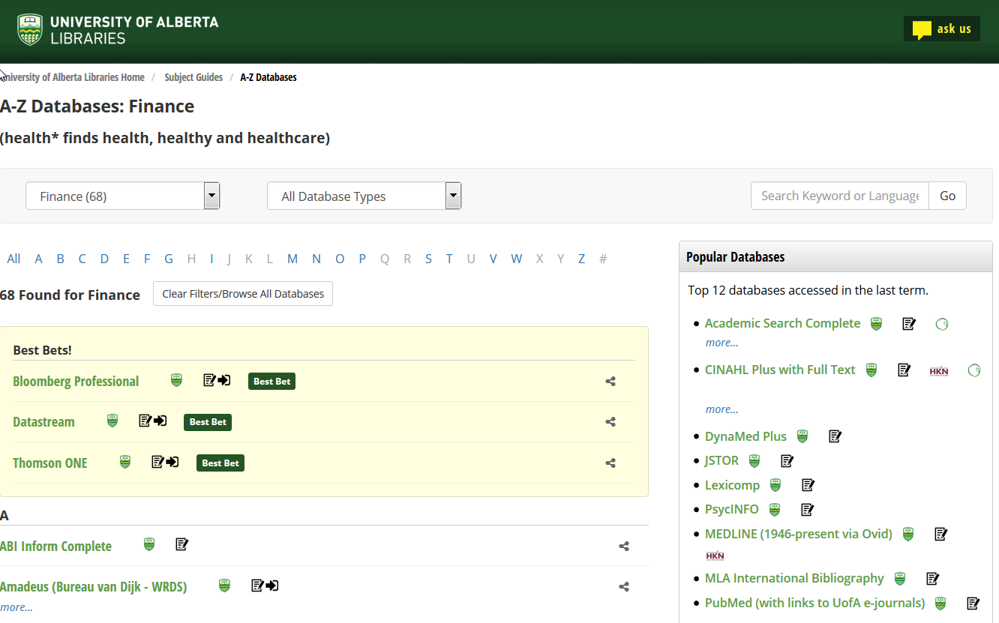 UNIVERSITY OF ALBERTA
LIBRARIES
ask us
niversity of Alberta Libraries Home / Subject Guides / A-Z Databases
A-Z Databases: Finance
(health* finds health, healthy and healthcare)
Finance (68)
All Database Types
Search Keyword or Language
Go
All A B C D E F G H I J K L M N O P Q R S T U V W X Y Z #
68 Found for Finance
Clear Filters/Browse All Databases
Best Bets!
Bloomberg Professional Best Bet
Datastream Best Bet
Thomson ONE Best Bet
A
ABI Inform Complete
Amadeus (Bureau van Dijk - WRDS)
more...
Popular Databases
Top 12 databases accessed in the last term.
Academic Search Complete
more...
CINAHL Plus with Full Text HKN
more...
DynaMed Plus
JSTOR
Lexicomp
PsycINFO
MEDLINE (1946-present via Ovid)
HKN
MLA International Bibliography
PubMed (with links to UofA e-journals)